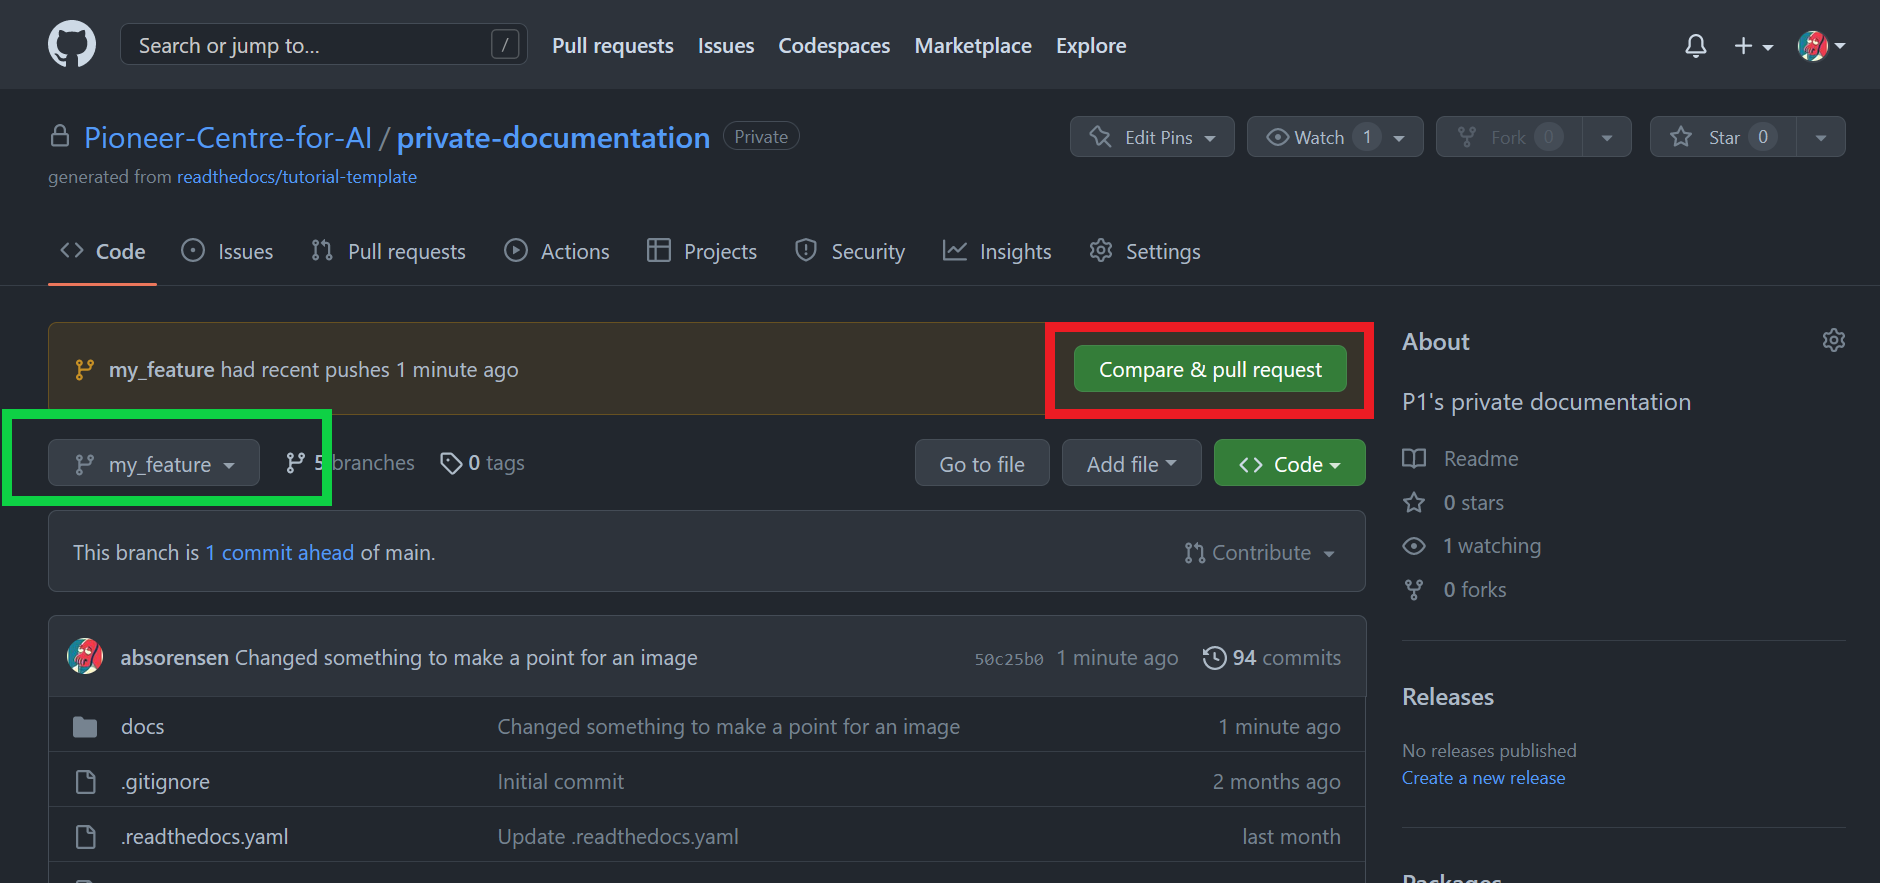 Search or jump to... / Pull requests Issues Codespaces Marketplace Explore
Pioneer-Centre-for-AI / private-documentation Private Edit Pins Watch 1 Fork 0 Star 0
generated from readthedocs/tutorial-template
Code Issues Pull requests Actions Projects Security Insights Settings
my_feature had recent pushes 1 minute ago Compare & pull request
my_feature 5 branches 0 tags Go to file Add file Code
This branch is 1 commit ahead of main. Contribute
absorensen Changed something to make a point for an image 50c25b0 1 minute ago 94 commits
docs Changed something to make a point for an image 1 minute ago
.gitignore Initial commit 2 months ago
.readthedocs.yaml Update .readthedocs.yaml last month
About
P1's private documentation
Readme
0 stars
1 watching
0 forks
Releases
No releases published
Create a new release
Packages